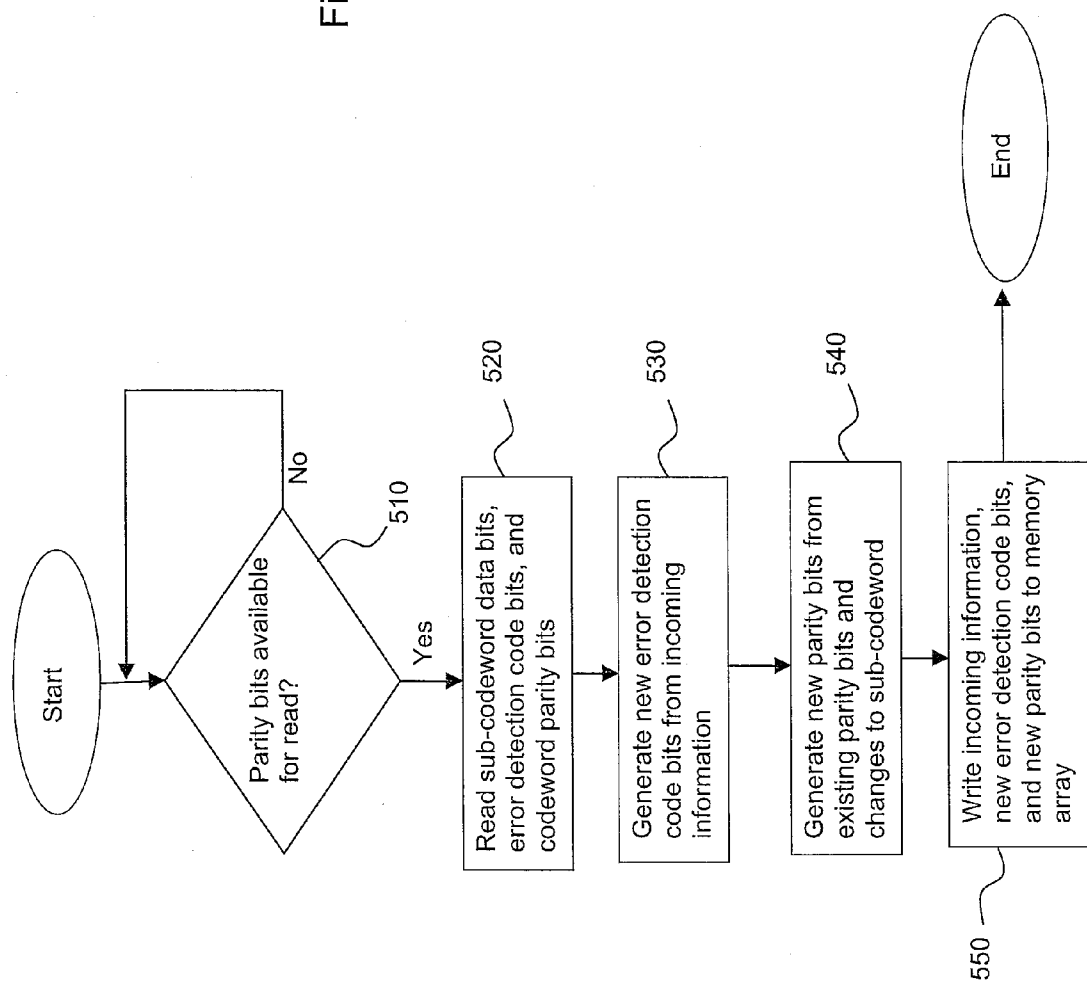 Fi
Start
Parity bits available
for read?
No
510
Yes
Read sub-codeword data bits,
error detection code bits, and
codeword parity bits
520
Generate new error detection
code bits from incoming
information
530
Generate new parity bits from
existing parity bits and
changes to sub-codeword
540
Write incoming information,
new error detection code bits,
and new parity bits to memory
array
550
End